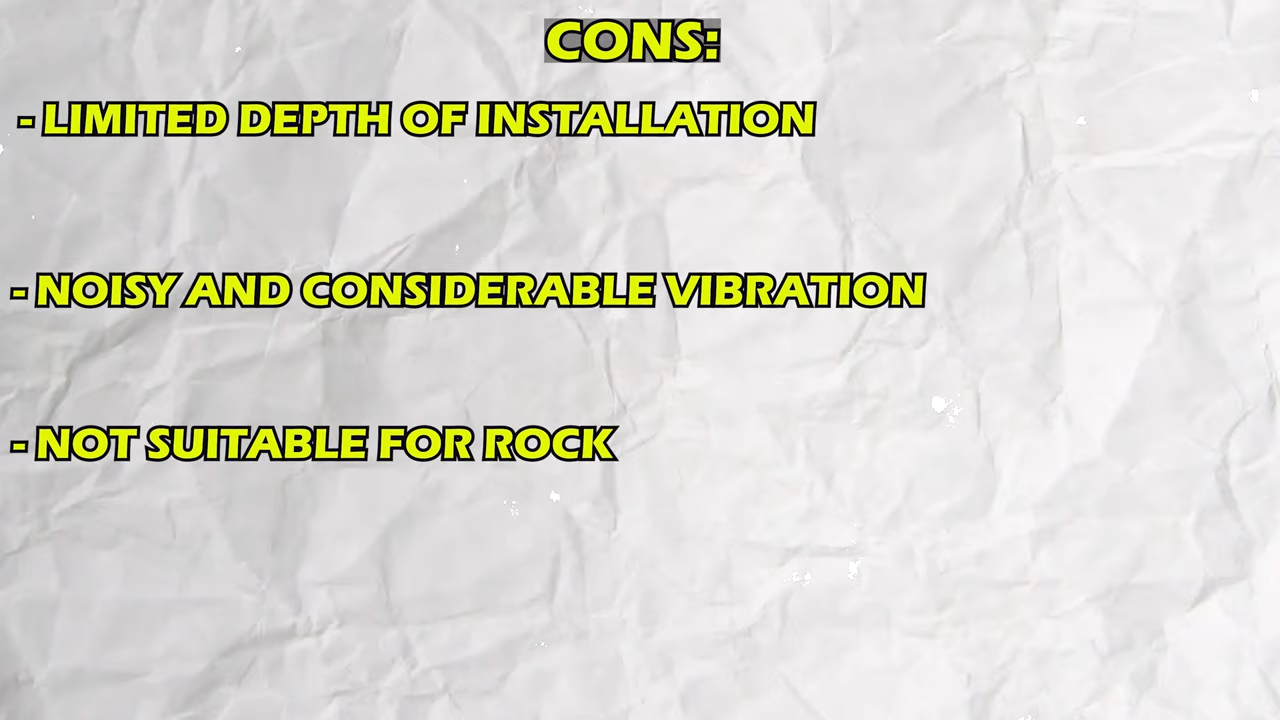 CONS:
- LIMITED DEPTH OF INSTALLATION
- NOISY AND CONSIDERABLE VIBRATION
- NOT SUITABLE FOR ROCK